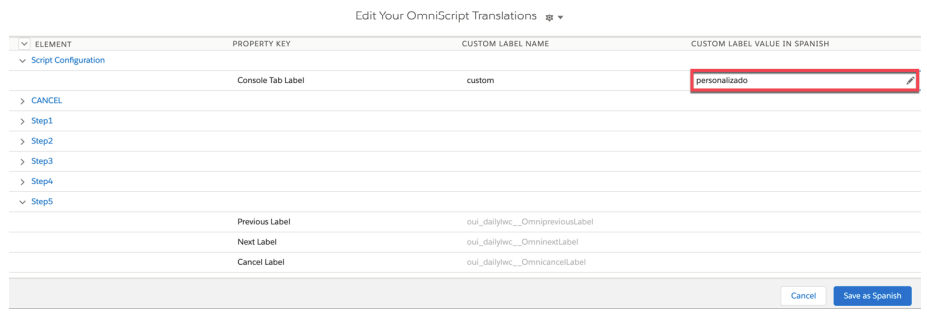 Edit Your OmniScript Translations
ELEMENT PROPERTY KEY CUSTOM LABEL NAME CUSTOM LABEL VALUE IN SPANISH
Script Configuration
Console Tab Label custom personalizado
CANCEL
Step1
Step2
Step3
Step4
Step5
Previous Label oui_dailylwc__OmnipreviousLabel
Next Label oui_dailylwc__OmninextLabel
Cancel Label oui_dailylwc__OmnicancelLabel
Cancel Save as Spanish